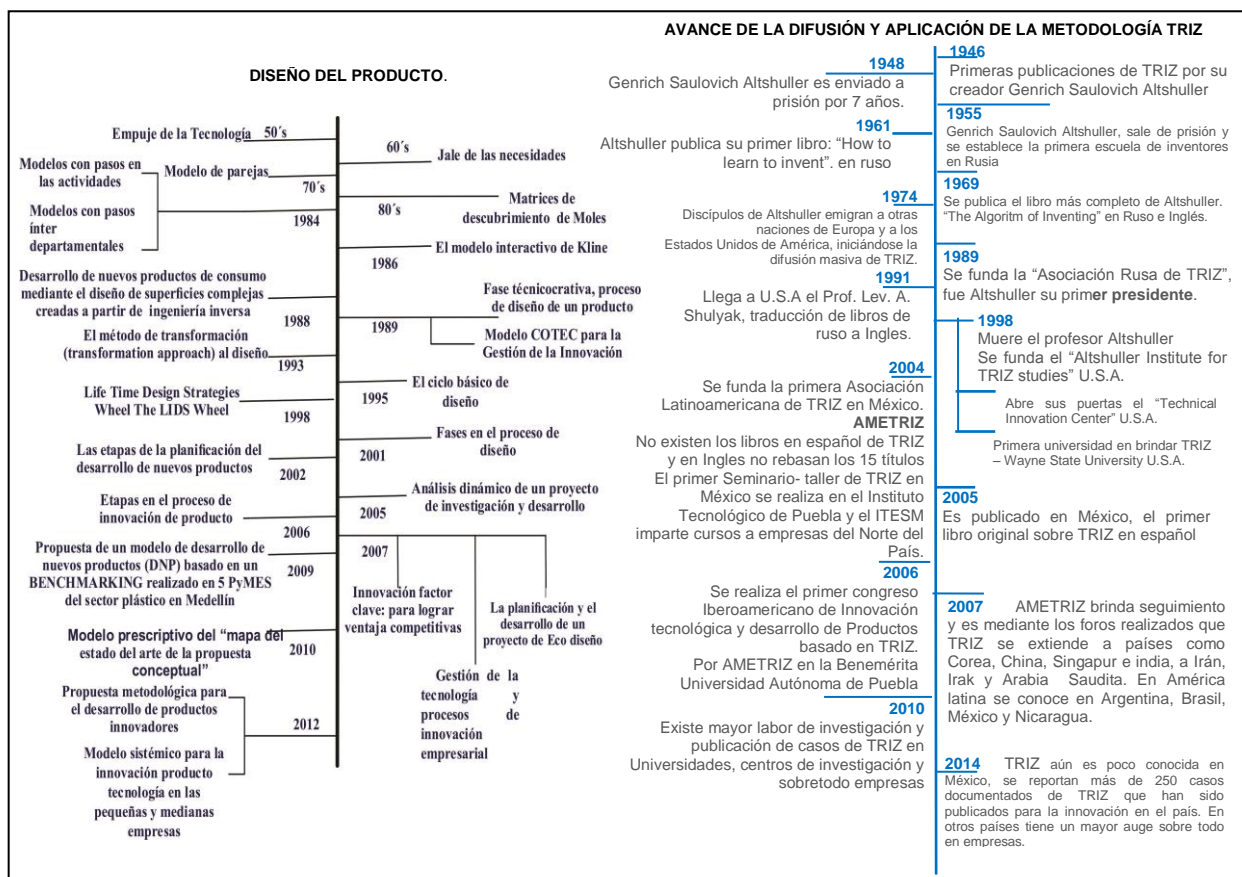 DISEÑO DEL PRODUCTO.
Empuje de la Tecnología
50´s
60´s
Jale de las necesidades
Modelos con pasos en
las actividades
Modelo de parejas
70´s
Modelos con pasos
ínter
departamentales
1984
80´s
Matrices de
descubrimiento de Moles
El modelo interactivo de Kline
1986
Desarrollo de nuevos productos de consumo
mediante el diseño de superficies complejas
creadas a partir de ingeniería inversa
1988
Fase técnicocrativa, proceso
de diseño de un producto
1989
Modelo COTEC para la
Gestión de la Innovación
El método de transformación
(transformation approach) al diseño
1993
El ciclo básico de
diseño
1995
Life Time Design Strategies
Wheel The LIDS Wheel
1998
Fases en el proceso de
diseño
2001
Las etapas de la planificación del
desarrollo de nuevos productos
2002
Análisis dinámico de un proyecto
de investigación y desarrollo
2005
Etapas en el proceso de
innovación de producto
2006
2007
Innovación factor
clave: para lograr
ventaja competitivas
La planificación y el
desarrollo de un
proyecto de Eco diseño
Gestión de la
tecnología y
procesos de
innovación
empresarial
Propuesta de un modelo de desarrollo de
nuevos productos (DNP) basado en un
BENCHMARKING realizado en 5 PyMES
del sector plástico en Medellín
2009
Modelo prescriptivo del “mapa del
estado del arte de la propuesta
conceptual”
2010
Propuesta metodológica para
el desarrollo de productos
innovadores
2012
Modelo sistémico para la
innovación producto
tecnología en las
pequeñas y medianas
empresas
AVANCE DE LA DIFUSIÓN Y APLICACIÓN DE LA METODOLOGÍA TRIZ
1946
Primeras publicaciones de TRIZ por su
creador Genrich Saulovich Altshuller
1948
Genrich Saulovich Altshuller es enviado a
prisión por 7 años.
1955
Genrich Saulovich Altshuller, sale de prisión y
se establece la primera escuela de inventores
en Rusia
1961
Altshuller publica su primer libro: “How to
learn to invent”. en ruso
1969
Se publica el libro más completo de Altshuller.
“The Algoritm of Inventing” en Ruso e Inglés.
1974
Discípulos de Altshuller emigran a otras
naciones de Europa y a los
Estados Unidos de América, iniciándose la
difusión masiva de TRIZ.
1989
Se funda la “Asociación Rusa de TRIZ”,
fue Altshuller su primer presidente.
1991
Llega a U.S.A el Prof. Lev. A.
Shulyak, traducción de libros de
ruso a Ingles.
1998
Muere el profesor Altshuller
Se funda el “Altshuller Institute for
TRIZ studies” U.S.A.
Abre sus puertas el “Technical
Innovation Center” U.S.A.
Primera universidad en brindar TRIZ
– Wayne State University U.S.A.
2004
Se funda la primera Asociación
Latinoamericana de TRIZ en México.
AMETRIZ
No existen los libros en español de TRIZ
y en Ingles no rebasan los 15 títulos
El primer Seminario- taller de TRIZ en
México se realiza en el Instituto
Tecnológico de Puebla y el ITESM
imparte cursos a empresas del Norte del
País.
2005
Es publicado en México, el primer
libro original sobre TRIZ en español
2006
Se realiza el primer congreso
Iberoamericano de Innovación
tecnológica y desarrollo de Productos
basado en TRIZ.
Por AMETRIZ en la Benemérita
Universidad Autónoma de Puebla
2007 AMETRIZ brinda seguimiento
y es mediante los foros realizados que
TRIZ se extiende a países como
Corea, China, Singapur e india, a Irán,
Irak y Arabia Saudita. En América
latina se conoce en Argentina, Brasil,
México y Nicaragua.
2010
Existe mayor labor de investigación y
publicación de casos de TRIZ en
Universidades, centros de investigación y
sobretodo empresas
2014 TRIZ aún es poco conocida en
México, se reportan más de 250 casos
documentados de TRIZ que han sido
publicados para la innovación en el país. En
otros países tiene un mayor auge sobre todo
en empresas.